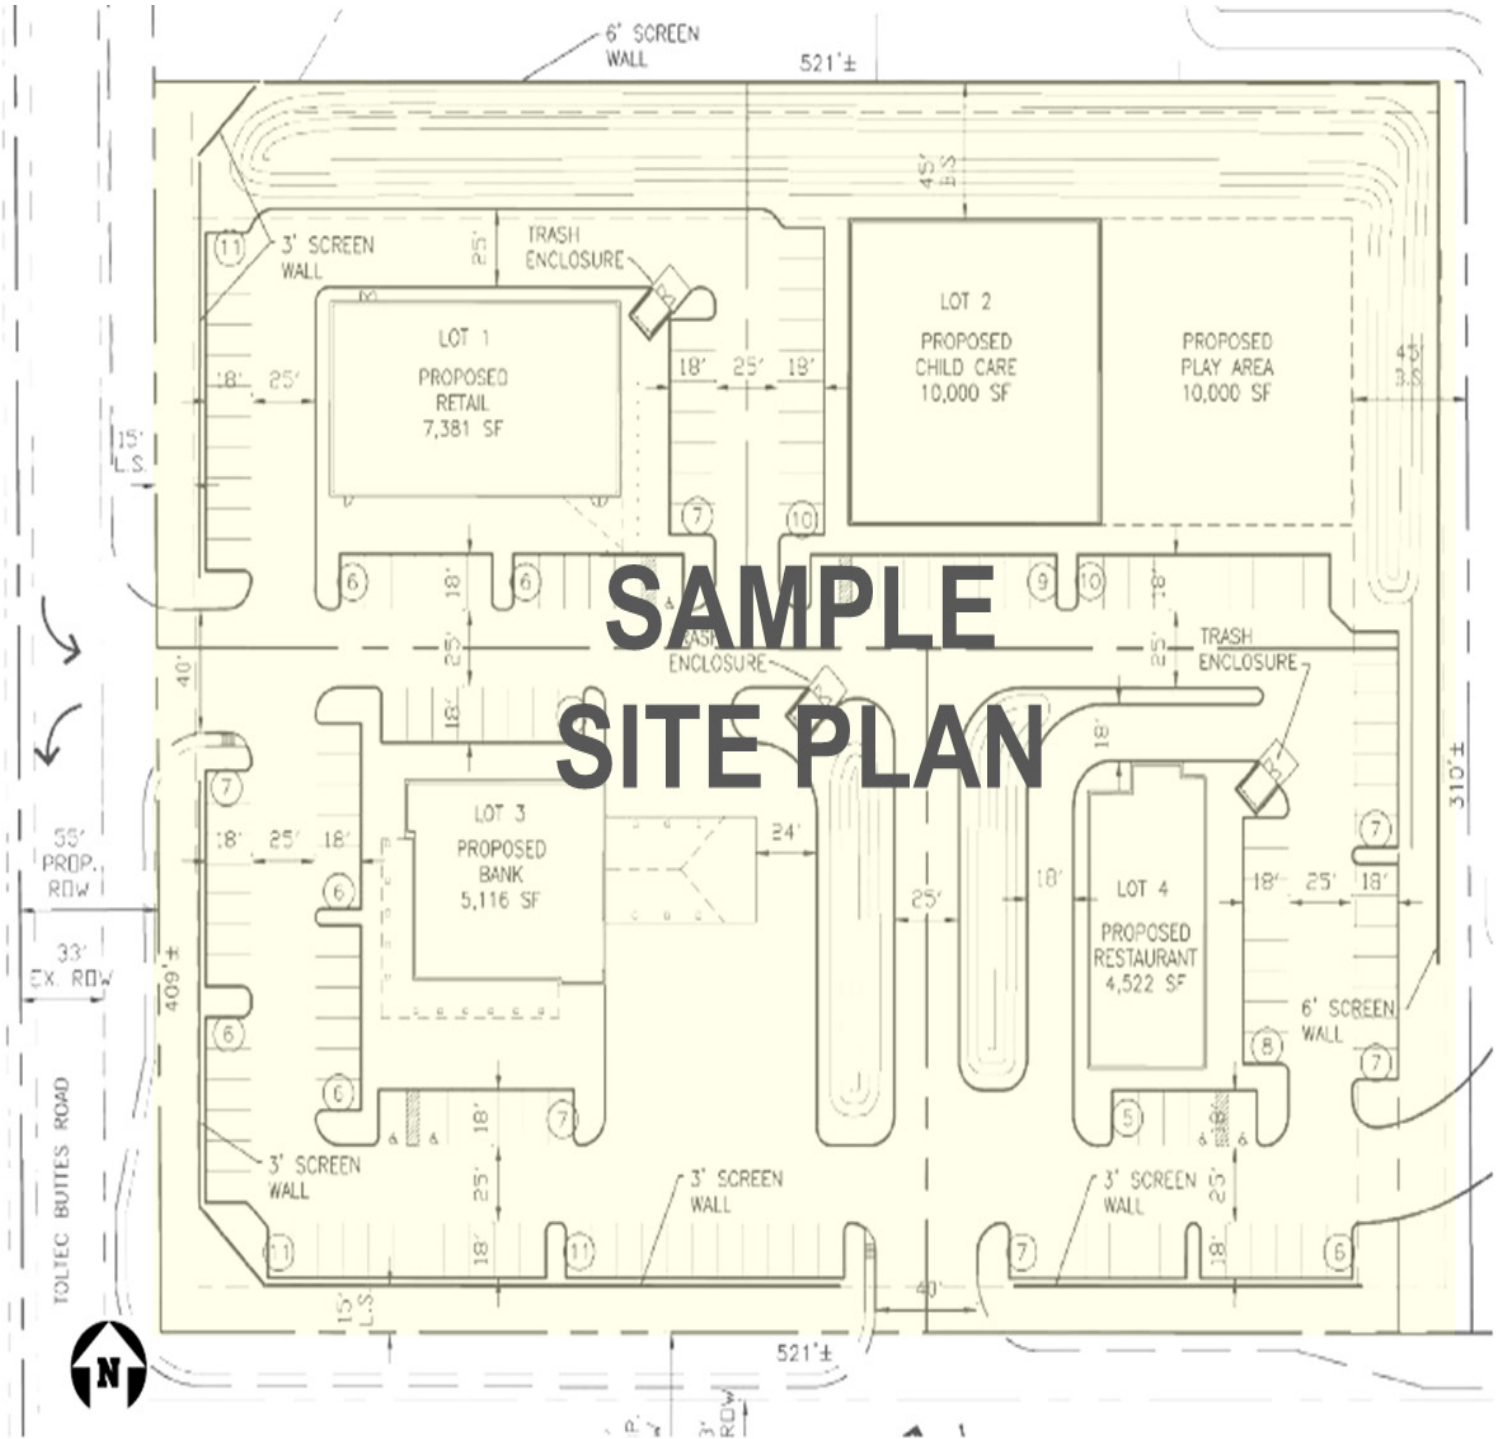 6' SCREEN
WALL
521'±
45'
B.S
11
3' SCREEN
WALL
25'
TRASH
ENCLOSURE
LOT 1
PROPOSED
RETAIL
7,381 SF
LOT 2
PROPOSED
CHILD CARE
10,000 SF
PROPOSED
PLAY AREA
10,000 SF
18'
25'
18'
25'
18'
45'
15'
L.S.
7
10
6
6
18'
9
10
18'
SAMPLE
40'
25'
ENCLOSURE
25'
TRASH
ENCLOSURE
18'
SITE PLAN
18'
7
310'±
LOT 3
PROPOSED
BANK
5,116 SF
18'
25'
18'
24'
7
55'
PROP.
ROW
6
25'
18'
LOT 4
PROPOSED
RESTAURANT
4,522 SF
18'
25'
18'
33'
EX. ROW
409'±
6
6' SCREEN
WALL
8
7
6
7
18'
5
18'
TOLTEC BUTTES ROAD
3' SCREEN
WALL
25'
3' SCREEN
WALL
3' SCREEN
WALL
25'
11
18'
11
7
18'
6
15'
L.S.
40'
N
521'±
ROW